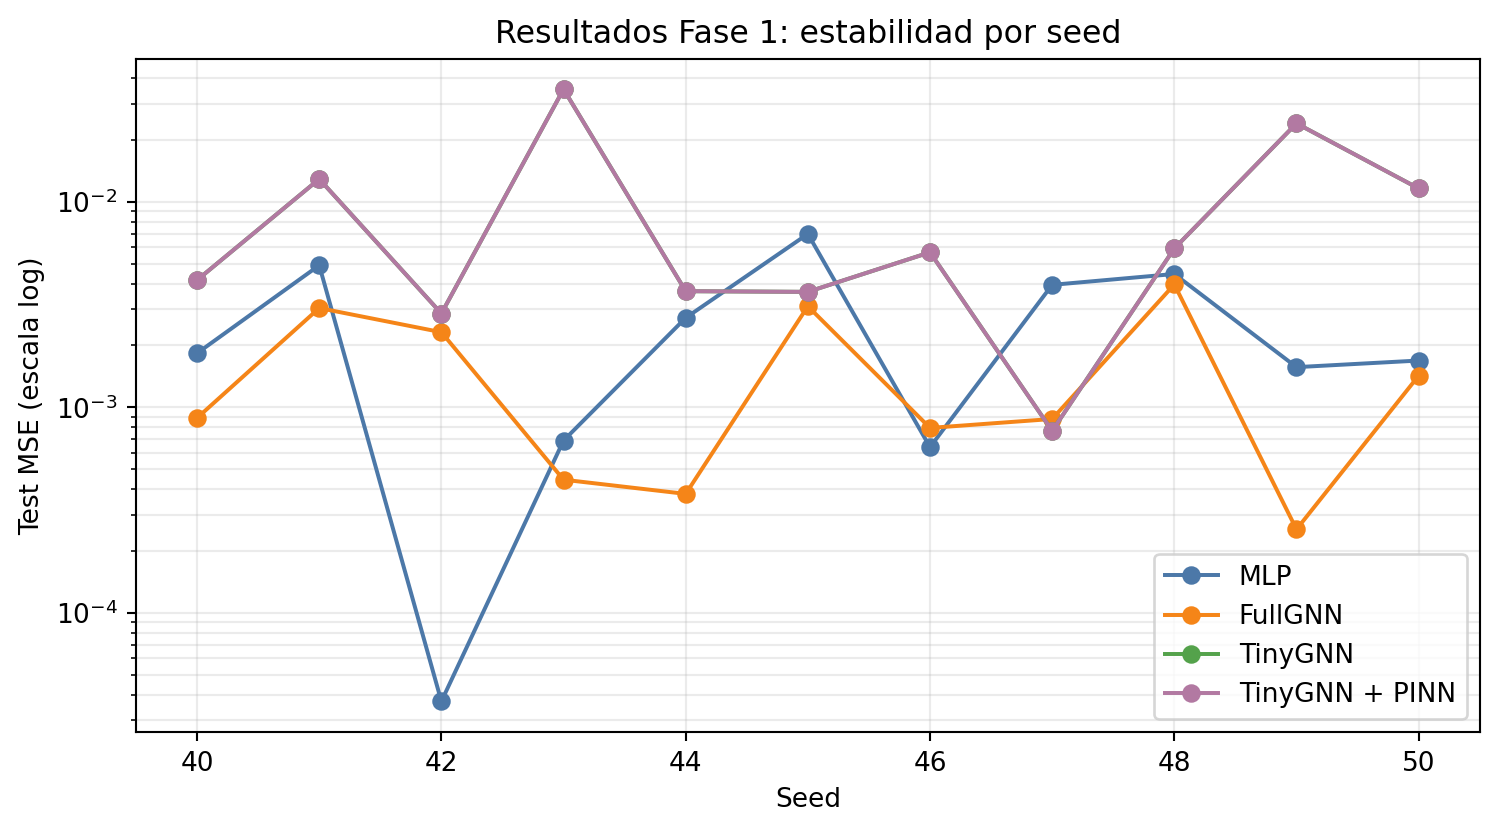 Resultados Fase 1: estabilidad por seed
Test MSE (escala log)
10⁻²
10⁻³
10⁻⁴
40 42 44 46 48 50
Seed
MLP
FullGNN
TinyGNN
TinyGNN + PINN